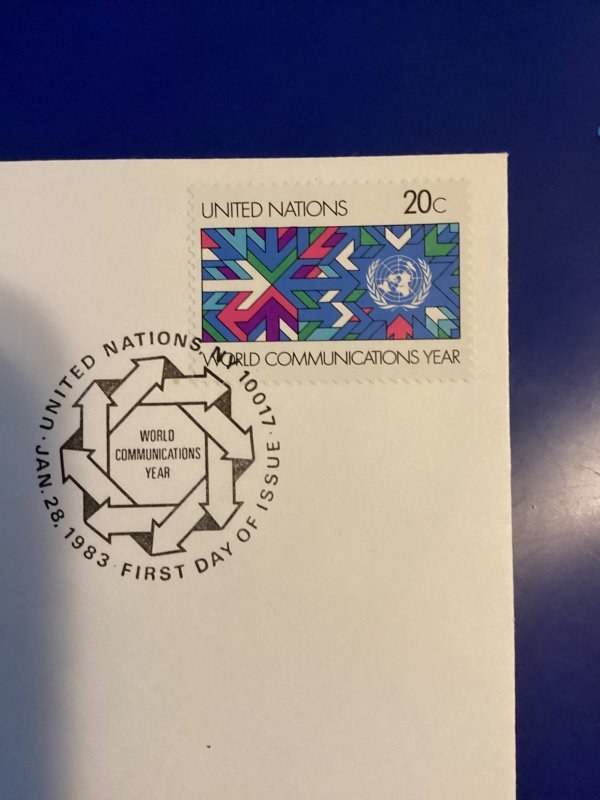 UNITED NATIONS 20C
WORLD COMMUNICATIONS YEAR
UNITED NATIONS, NY 10017 · JAN. 28, 1983 · FIRST DAY OF ISSUE ·
WORLD
COMMUNICATIONS
YEAR